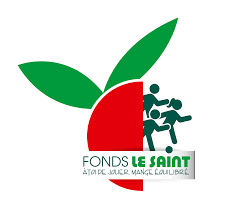 FONDS LE SAINT
À TOI DE JOUER, MANGE ÉQUILIBRÉ